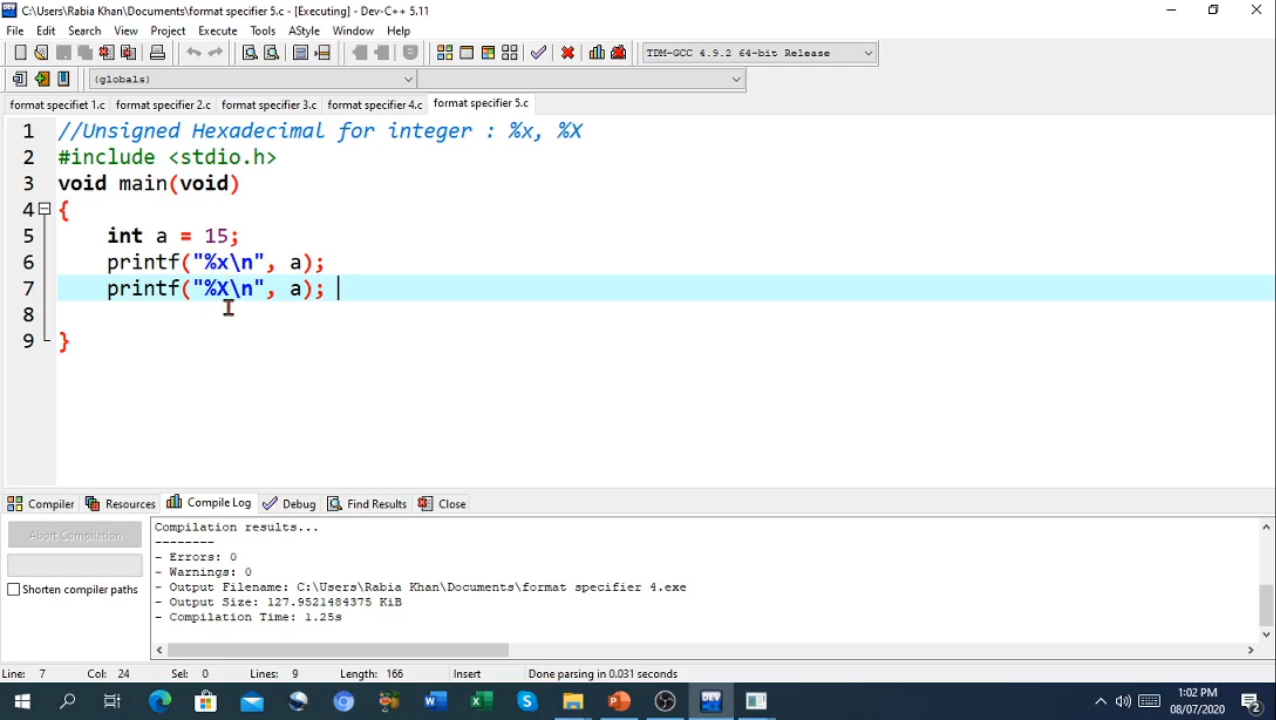 C:\Users\Rabia Khan\Documents\format specifier 5.c - [Executing] - Dev-C++ 5.11
File Edit Search View Project Execute Tools AStyle Window Help
TDM-GCC 4.9.2 64-bit Release
(globals)
format specifiet 1.c format specifier 2.c format specifier 3.c format specifier 4.c format specifier 5.c
1 //Unsigned Hexadecimal for integer : %x, %X
2 #include <stdio.h>
3 void main(void)
4 {
5 int a = 15;
6 printf("%x\n", a);
7 printf("%X\n", a);
8
9 }
Compiler Resources Compile Log Debug Find Results Close
Abort Compilation
Shorten compiler paths
Compilation results...
--------
- Errors: 0
- Warnings: 0
- Output Filename: C:\Users\Rabia Khan\Documents\format specifier 4.exe
- Output Size: 127.9521484375 KiB
- Compilation Time: 1.25s
Line: 7 Col: 24 Sel: 0 Lines: 9 Length: 166 Insert Done parsing in 0.031 seconds
DEV
1:02 PM
08/07/2020
2